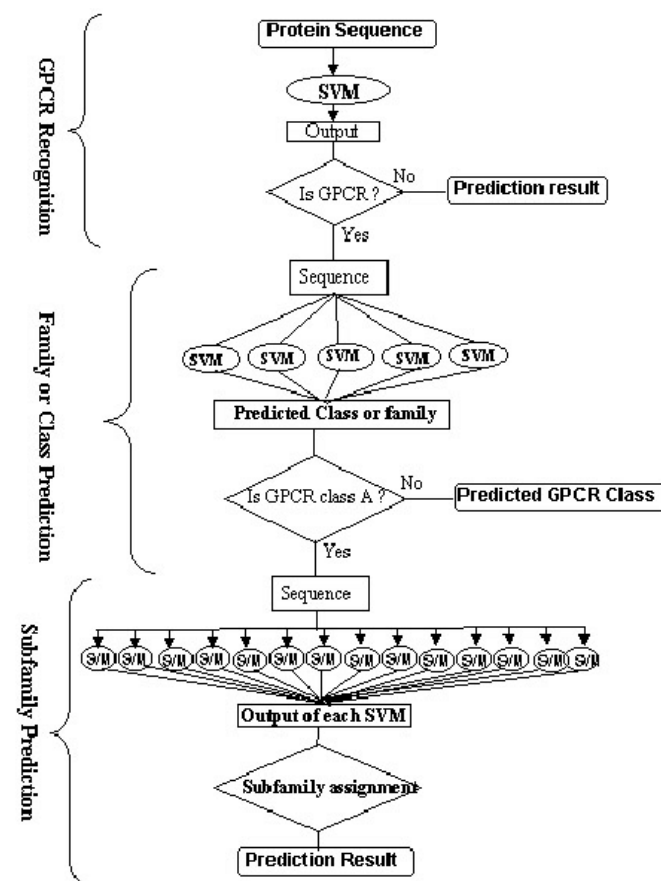 GPCR Recognition
Protein Sequence
SVM
Output
Is GPCR ?
No
Prediction result
Yes
Family or Class Prediction
Sequence
SVM SVM SVM SVM SVM
Predicted Class or family
Is GPCR class A ?
No
Predicted GPCR Class
Yes
Subfamily Prediction
Sequence
SVM SVM SVM SVM SVM SVM SVM SVM SVM SVM SVM SVM SVM SVM
Output of each SVM
Subfamily assignment
Prediction Result